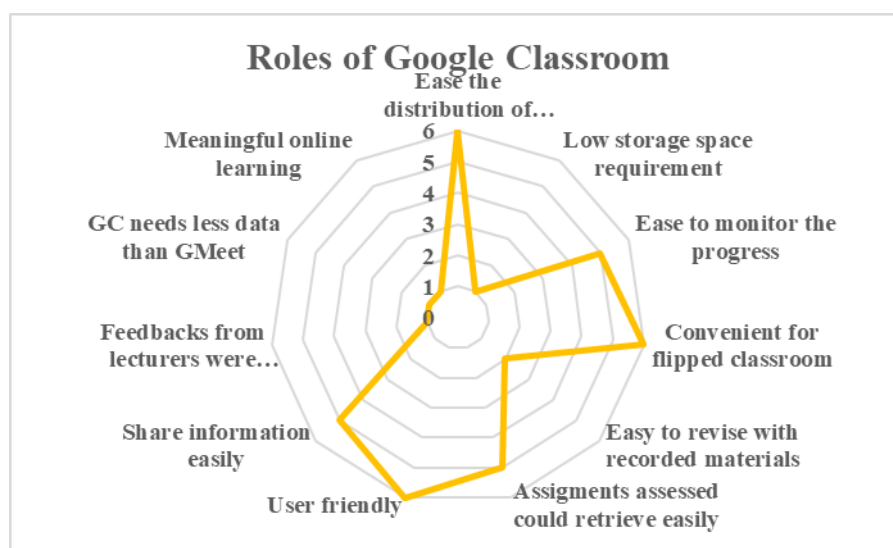 Roles of Google Classroom
Ease the
distribution of…
Low storage space
requirement
Ease to monitor the
progress
Convenient for
flipped classroom
Easy to revise with
recorded materials
Assigments assessed
could retrieve easily
User friendly
Share information
easily
Feedbacks from
lecturers were…
GC needs less data
than GMeet
Meaningful online
learning
6
5
4
3
2
1
0